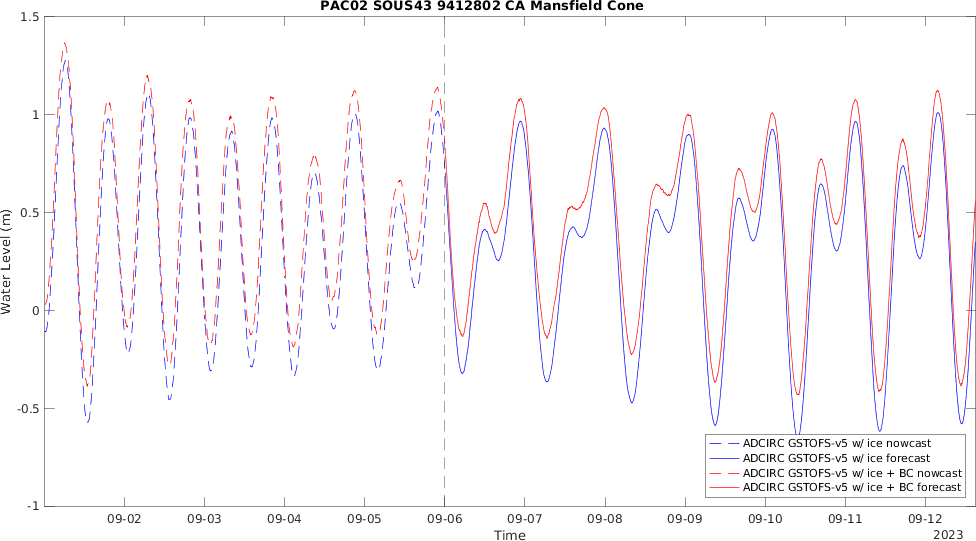 PAC02 SOUS43 9412802 CA Mansfield Cone
1.5
1
0.5
0
-0.5
-1
Water Level (m)
09-02 09-03 09-04 09-05 09-06 09-07 09-08 09-09 09-10 09-11 09-12
2023
Time
ADCIRC GSTOFS-v5 w/ ice nowcast
ADCIRC GSTOFS-v5 w/ ice forecast
ADCIRC GSTOFS-v5 w/ ice + BC nowcast
ADCIRC GSTOFS-v5 w/ ice + BC forecast